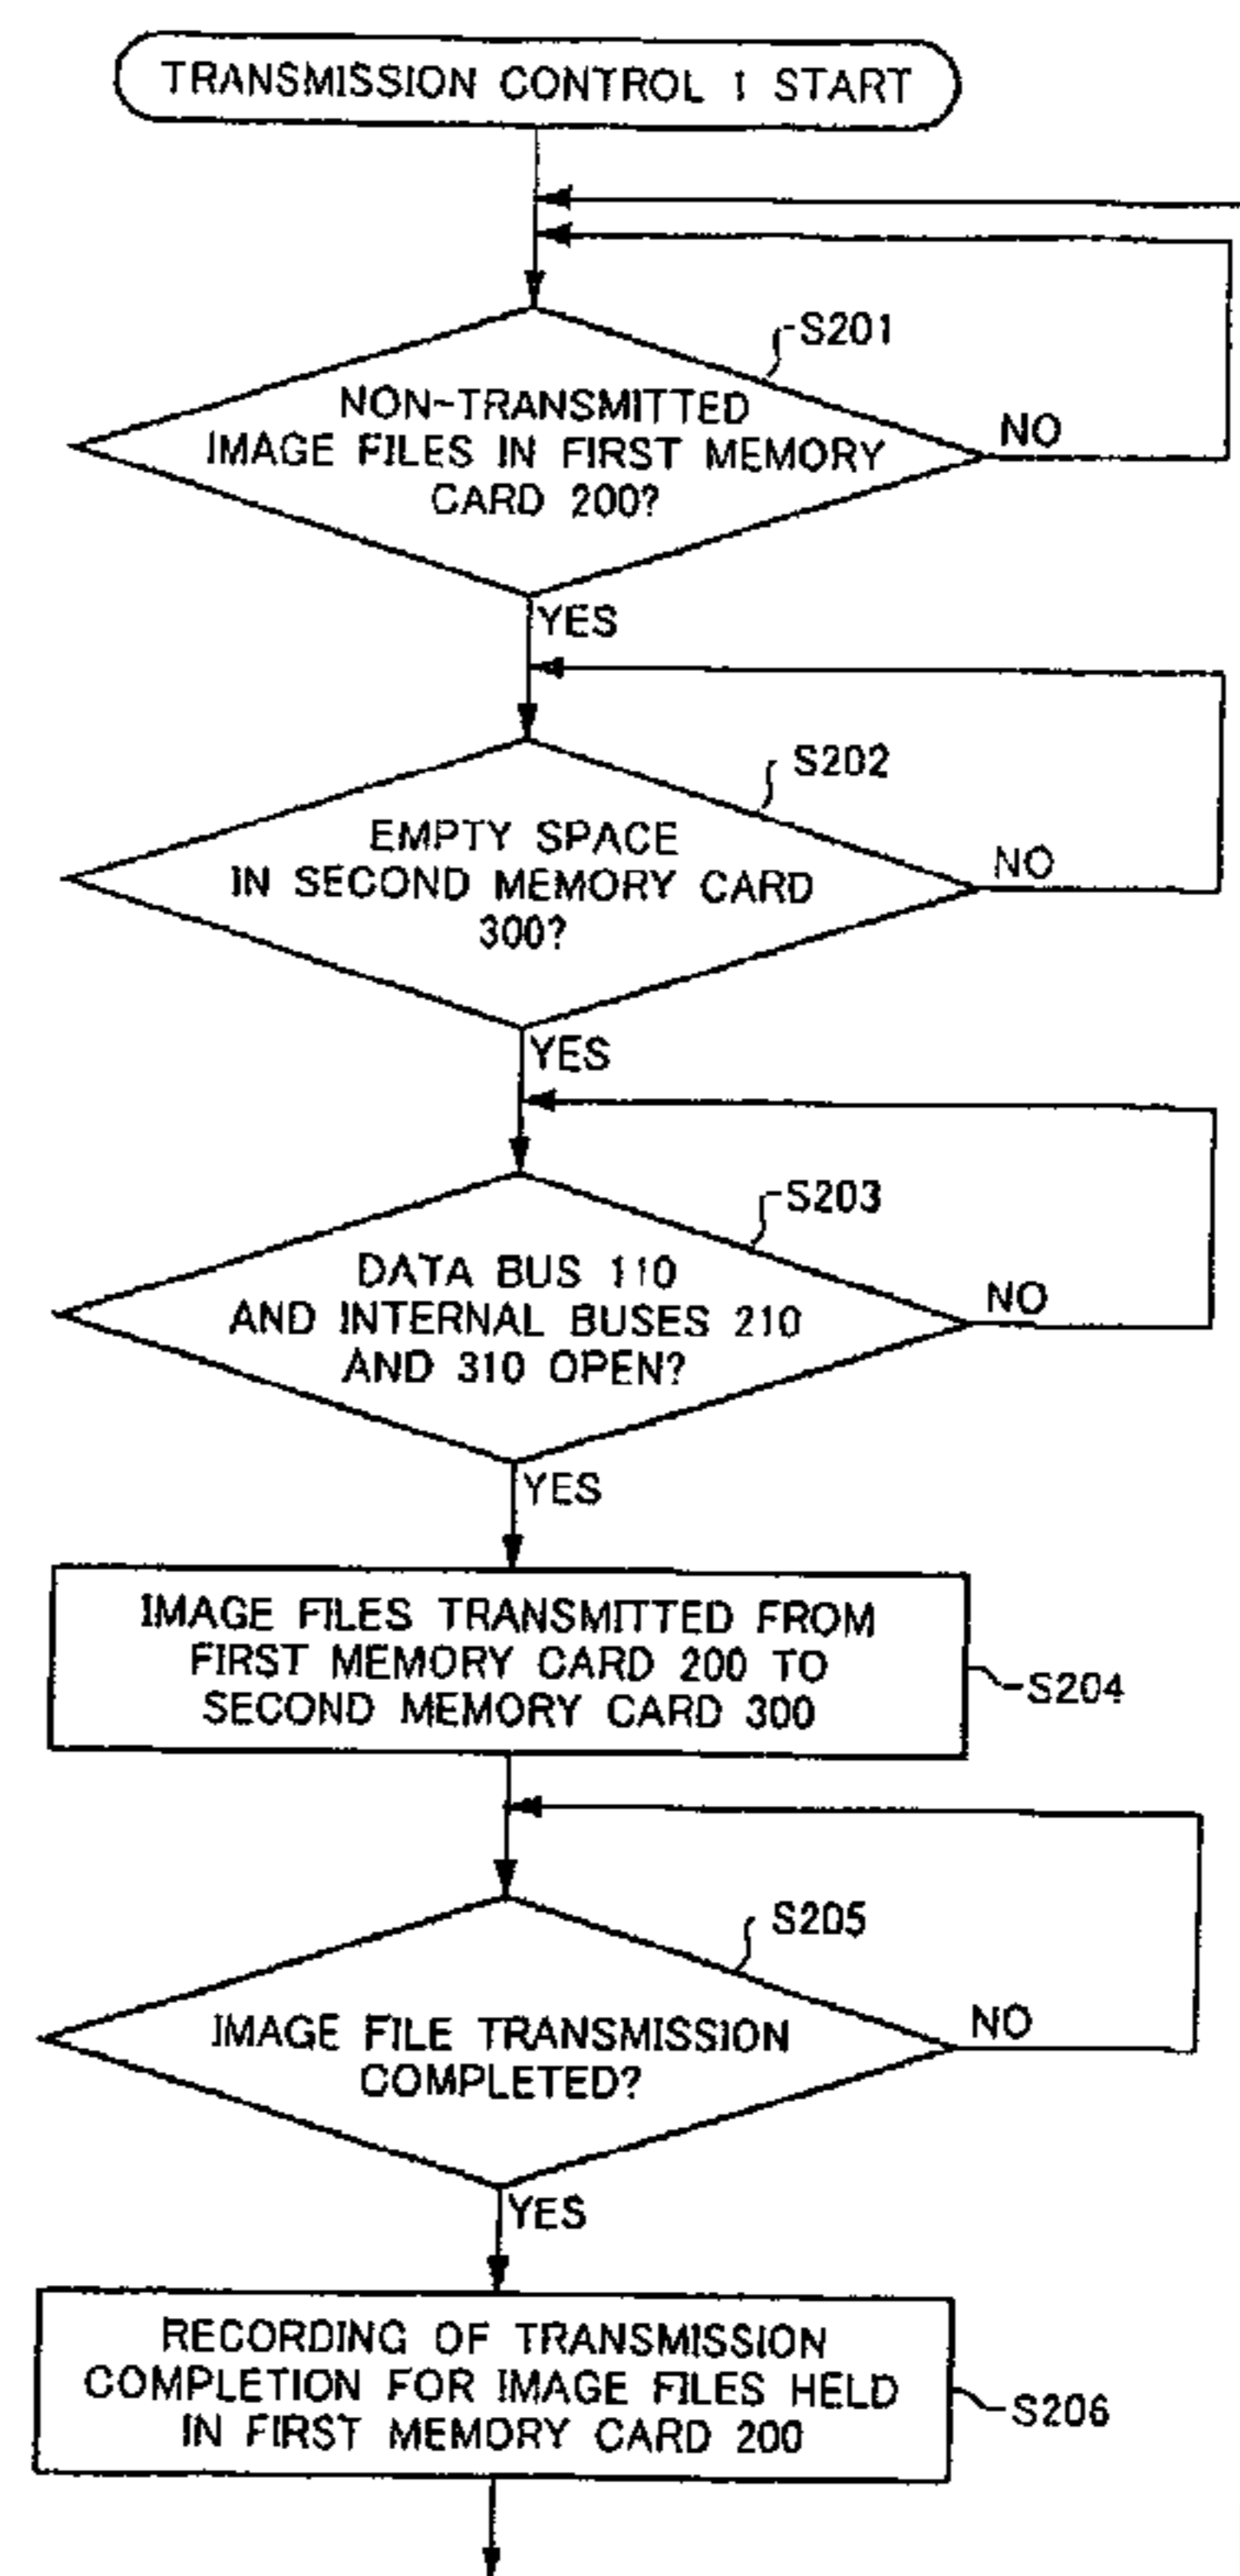 TRANSMISSION CONTROL 1 START
S201
NON-TRANSMITTED
IMAGE FILES IN FIRST MEMORY
CARD 200?
NO
YES
S202
EMPTY SPACE
IN SECOND MEMORY CARD
300?
NO
YES
S203
DATA BUS 110
AND INTERNAL BUSES 210
AND 310 OPEN?
NO
YES
IMAGE FILES TRANSMITTED FROM
FIRST MEMORY CARD 200 TO
SECOND MEMORY CARD 300
S204
S205
IMAGE FILE TRANSMISSION
COMPLETED?
NO
YES
RECORDING OF TRANSMISSION
COMPLETION FOR IMAGE FILES HELD
IN FIRST MEMORY CARD 200
S206